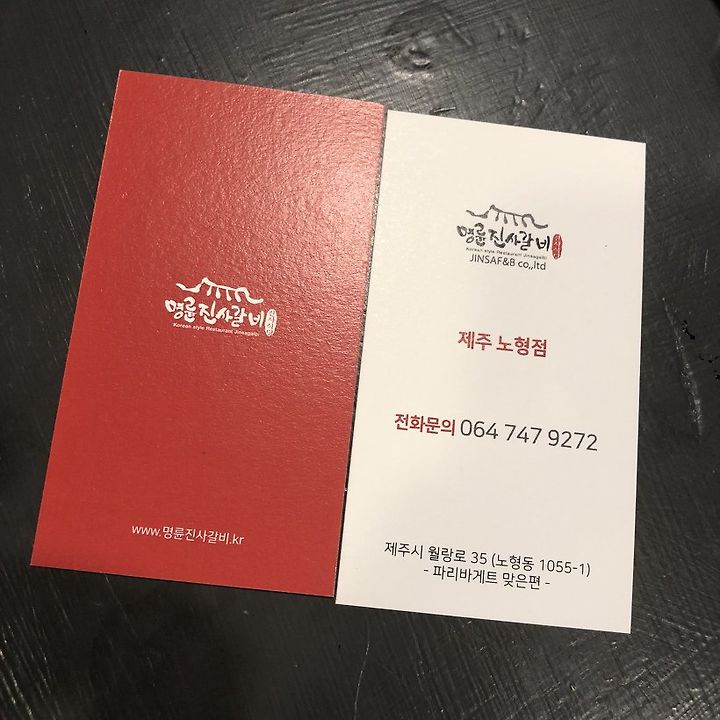 명륜진사갈비
Korean style Restaurant Jinsagalbi
www.명륜진사갈비.kr
명륜진사갈비
Korean style Restaurant Jinsagalbi
JINSAF&B co,.ltd
제주 노형점
전화문의 064 747 9272
제주시 월랑로 35 (노형동 1055-1)
- 파리바게트 맞은편 -